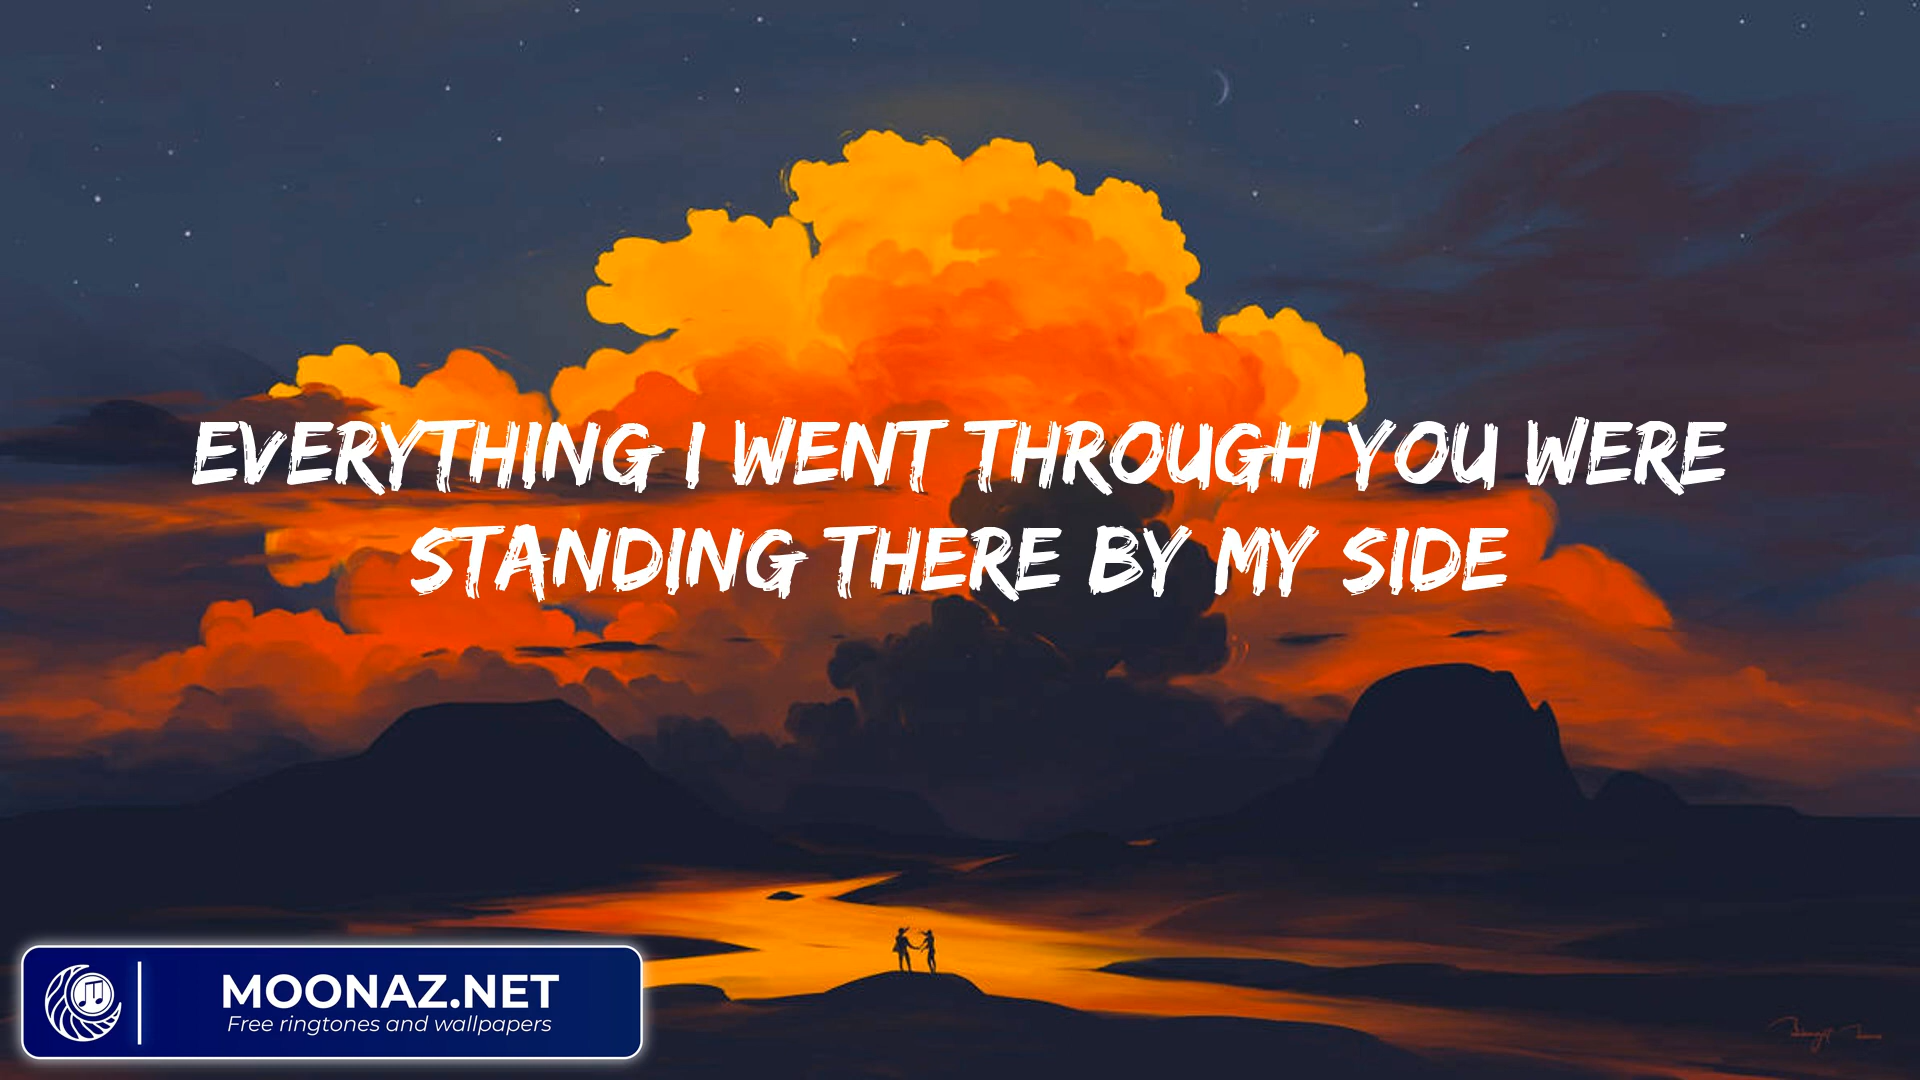 EVERYTHING I WENT THROUGH YOU WERE
STANDING THERE BY MY SIDE
MOONAZ.NET
Free ringtones and wallpapers